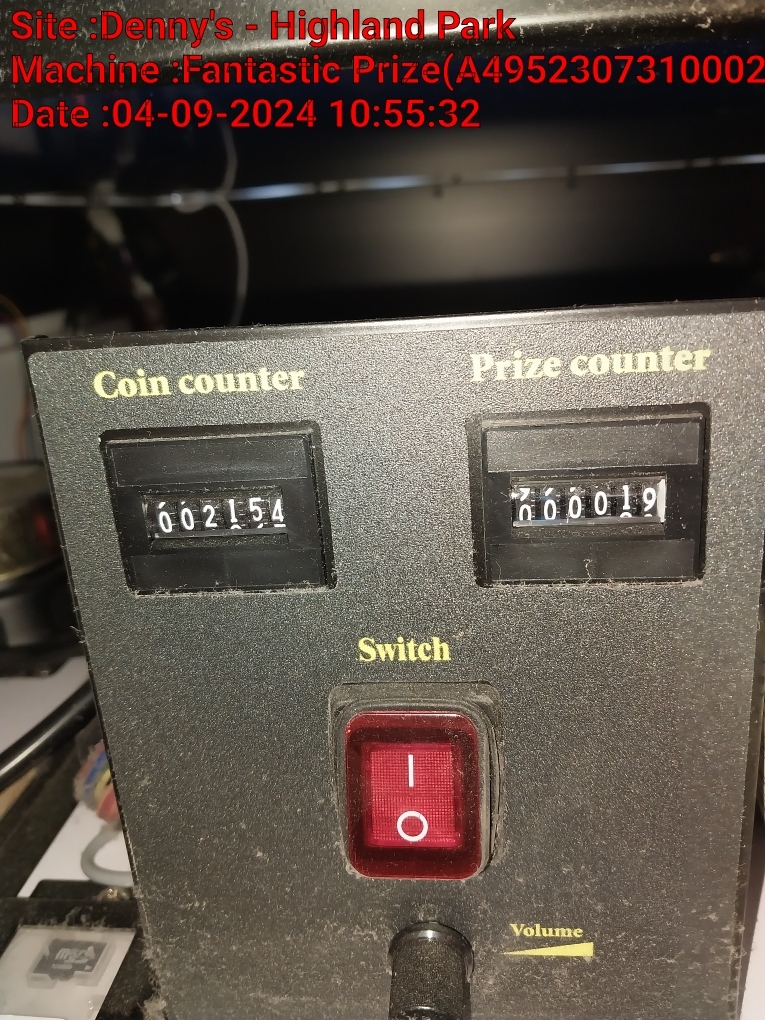 Site :Denny's - Highland Park
Machine :Fantastic Prize(A4952307310002
Date :04-09-2024 10:55:32
Coin counter
Prize counter
002154
000019
Switch
I
O
Volume